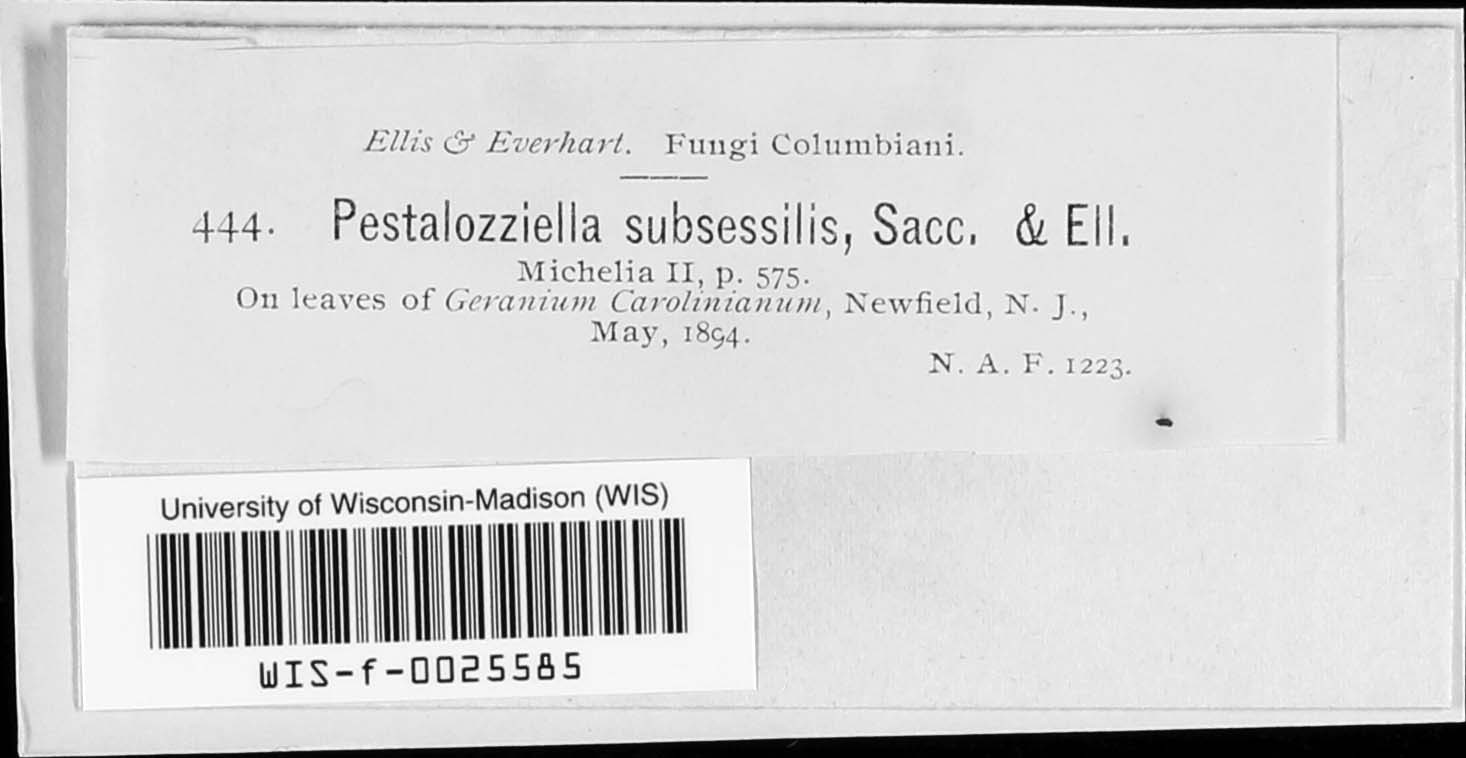 Ellis & Everhart. Fungi Columbiani.
444. Pestalozziella subsessilis, Sacc. & Ell.
Michelia II, p. 575.
On leaves of Geranium Carolinianum, Newfield, N. J.,
May, 1894.
N. A. F. 1223.
University of Wisconsin-Madison (WIS)
WIS-f-0025585